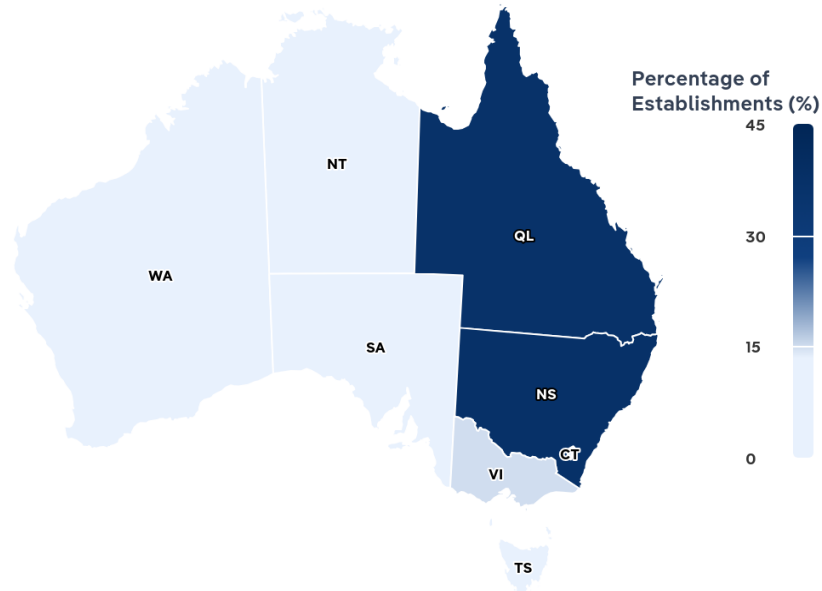 Percentage of
Establishments (%)
45
NT
QL
30
WA
SA
15
NS
CT
0
VI
TS